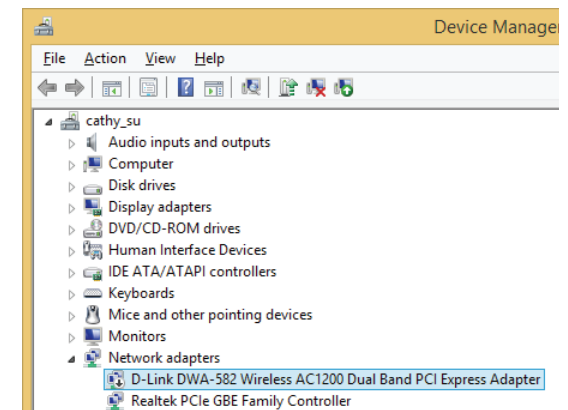 Device Manager
File Action View Help
cathy_su
Audio inputs and outputs
Computer
Disk drives
Display adapters
DVD/CD-ROM drives
Human Interface Devices
IDE ATA/ATAPI controllers
Keyboards
Mice and other pointing devices
Monitors
Network adapters
D-Link DWA-582 Wireless AC1200 Dual Band PCI Express Adapter
Realtek PCIe GBE Family Controller